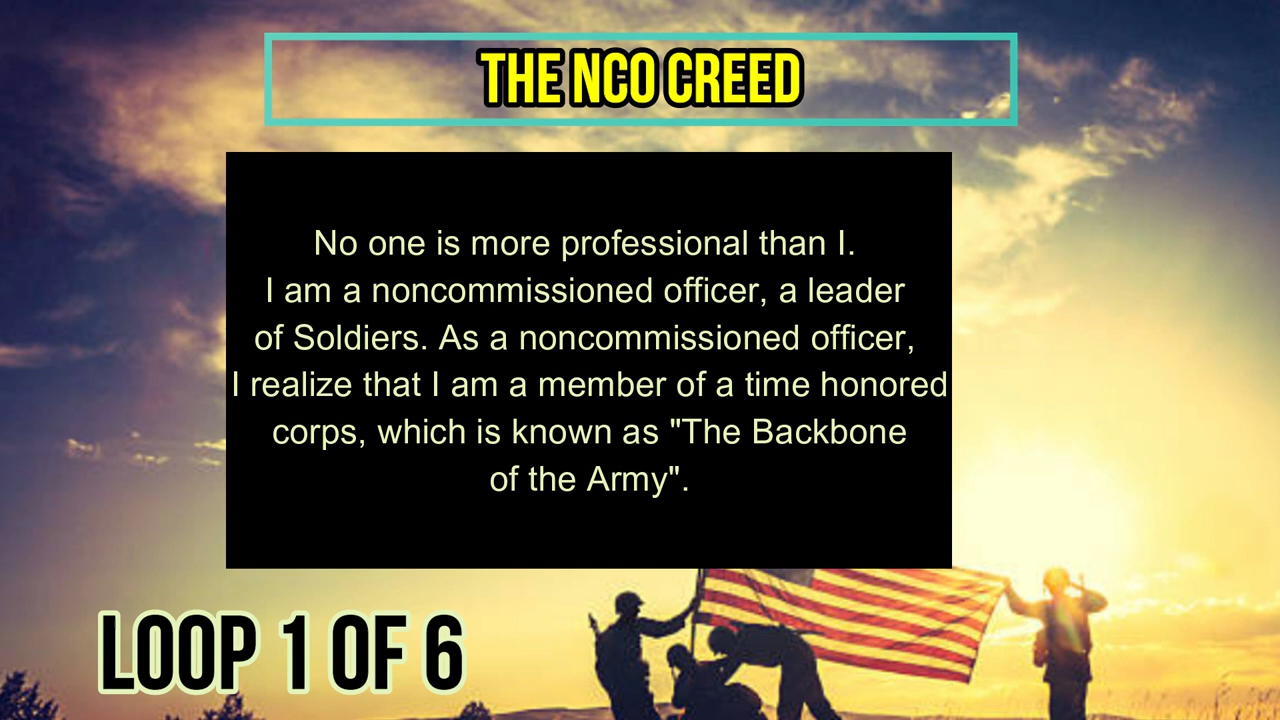 THE NCO CREED
No one is more professional than I.
I am a noncommissioned officer, a leader
of Soldiers. As a noncommissioned officer,
I realize that I am a member of a time honored
corps, which is known as "The Backbone
of the Army".
LOOP 1 OF 6